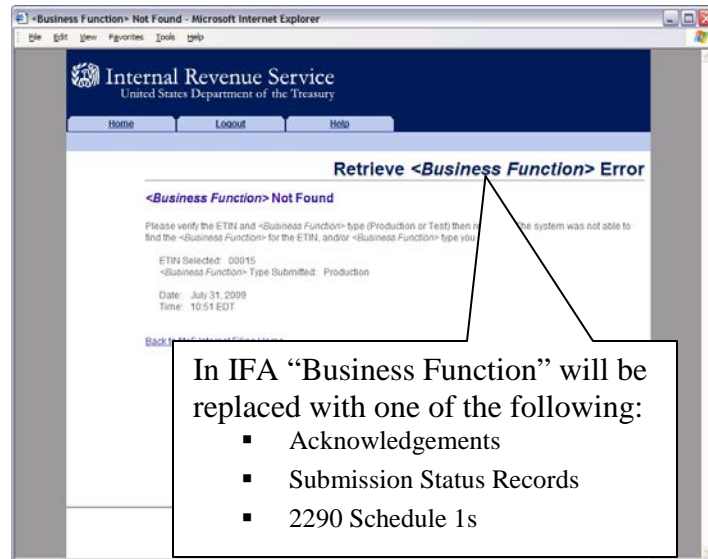 <Business Function> Not Found - Microsoft Internet Explorer
File Edit View Favorites Tools Help
Internal Revenue Service
United States Department of the Treasury
Home Logout Help
Retrieve <Business Function> Error
<Business Function> Not Found
Please verify the ETIN and <Business Function> type (Production or Test) then he system was not able to
find the <Business Function> for the ETIN, and/or <Business Function> type you
ETIN Selected: 00015
<Business Function> Type Submitted: Production
Date: July 31, 2009
Time: 10:51 EDT
Back
In IFA “Business Function” will be
replaced with one of the following:
▪ Acknowledgements
▪ Submission Status Records
▪ 2290 Schedule 1s